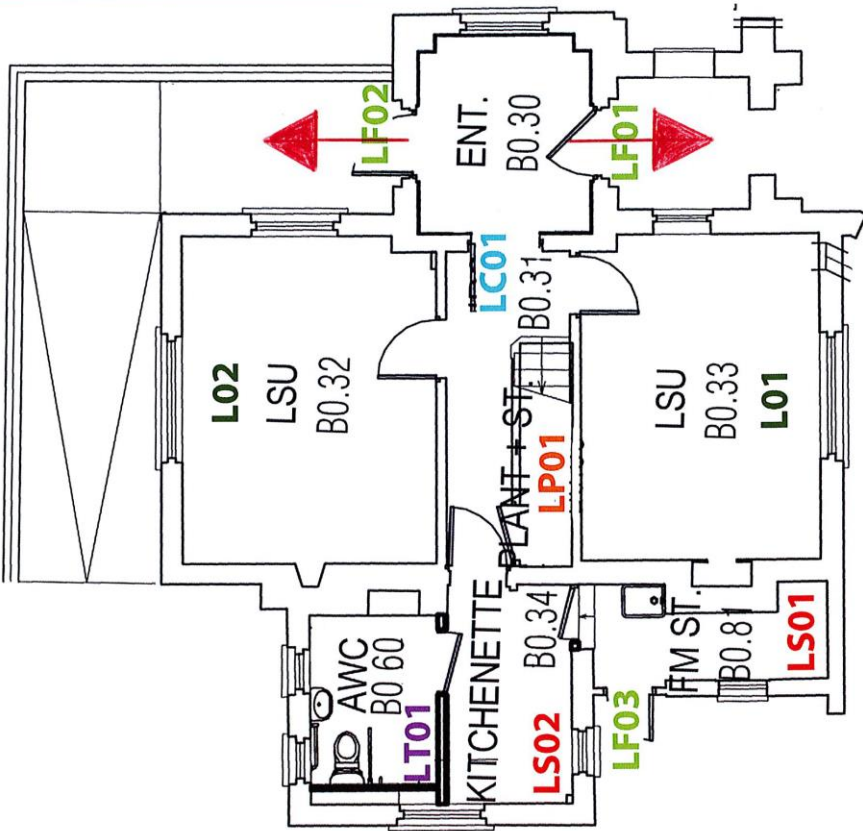 LF02
ENT.
B0.30
LF01
LC01
B0.31
L02
LSU
B0.32
PLANT + ST.
LP01
LSU
B0.33
L01
AWC
B0 60
LT01
KITCHENETTE
B0.34
LS02
FM ST.
B0.81
LS01
LF03